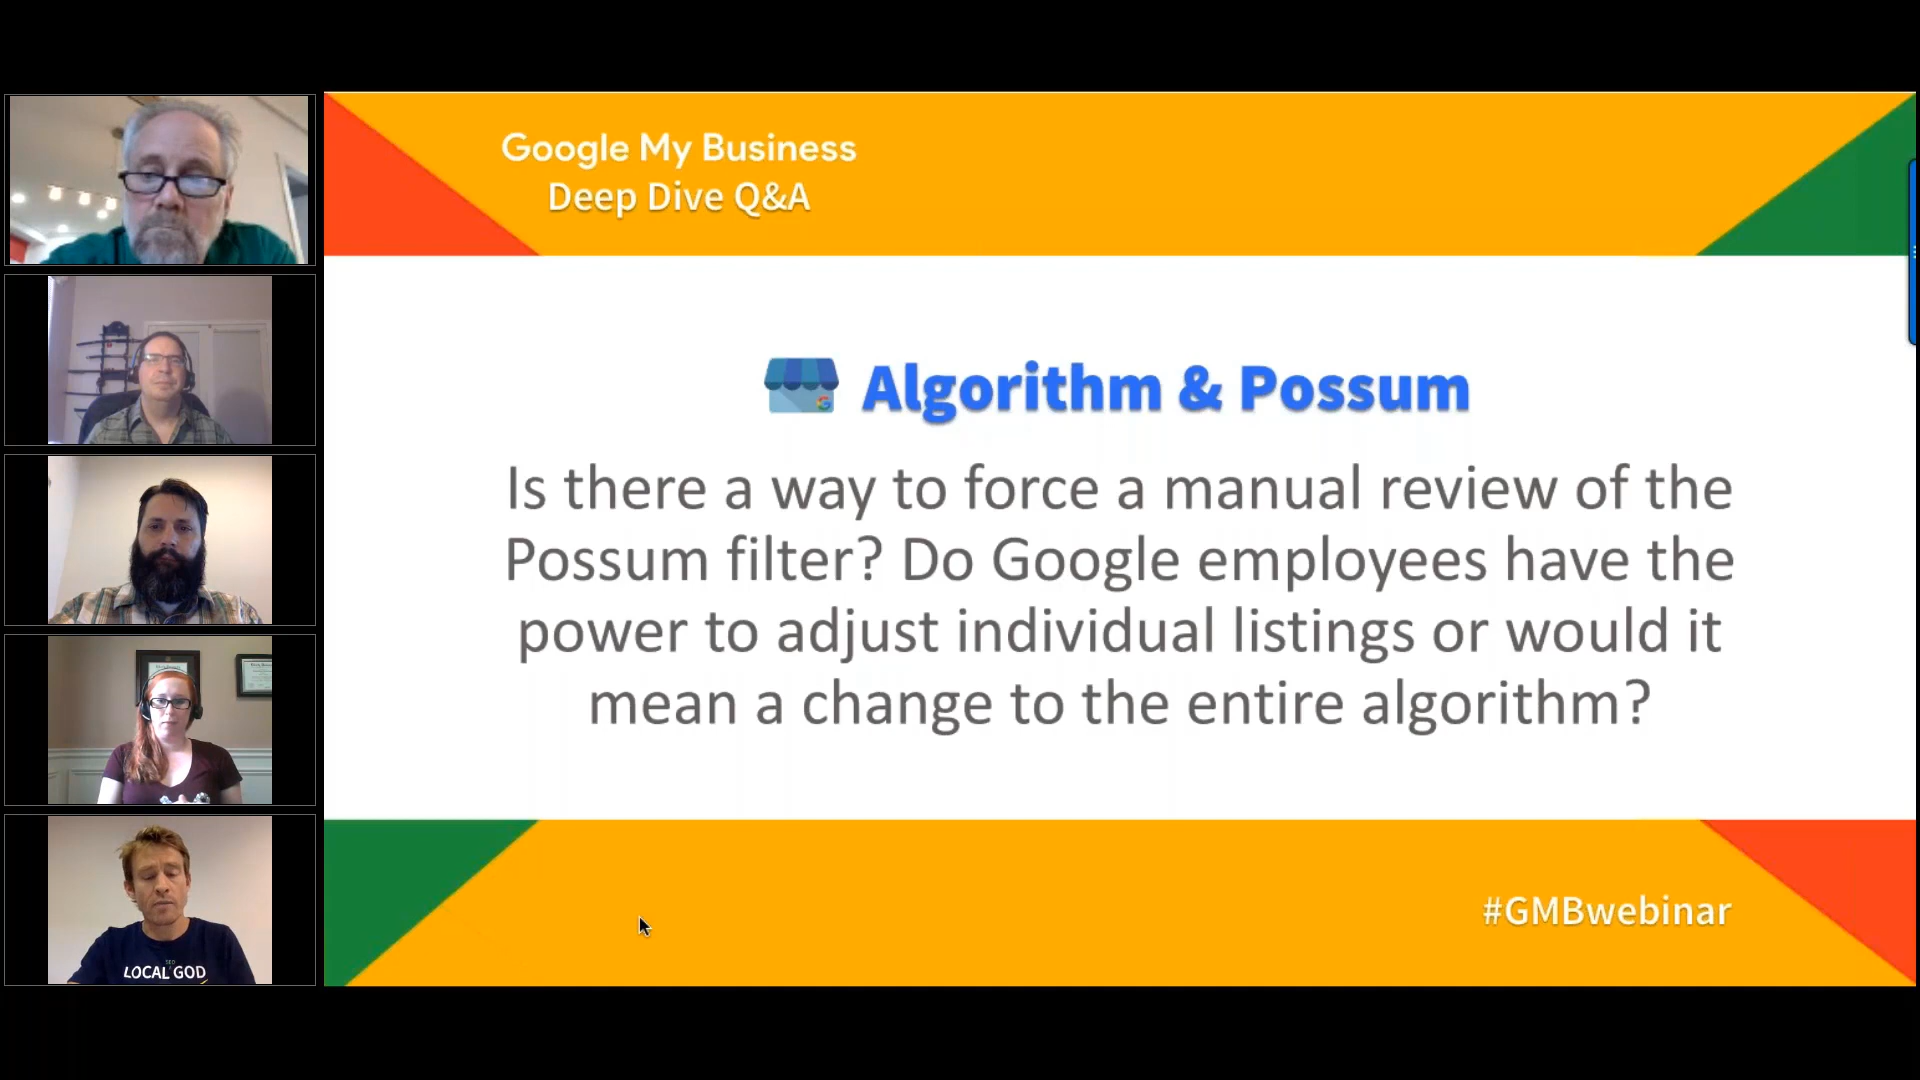 Google My Business
Deep Dive Q&A
Algorithm & Possum
Is there a way to force a manual review of the
Possum filter? Do Google employees have the
power to adjust individual listings or would it
mean a change to the entire algorithm?
#GMBwebinar
SEO
LOCAL GOD